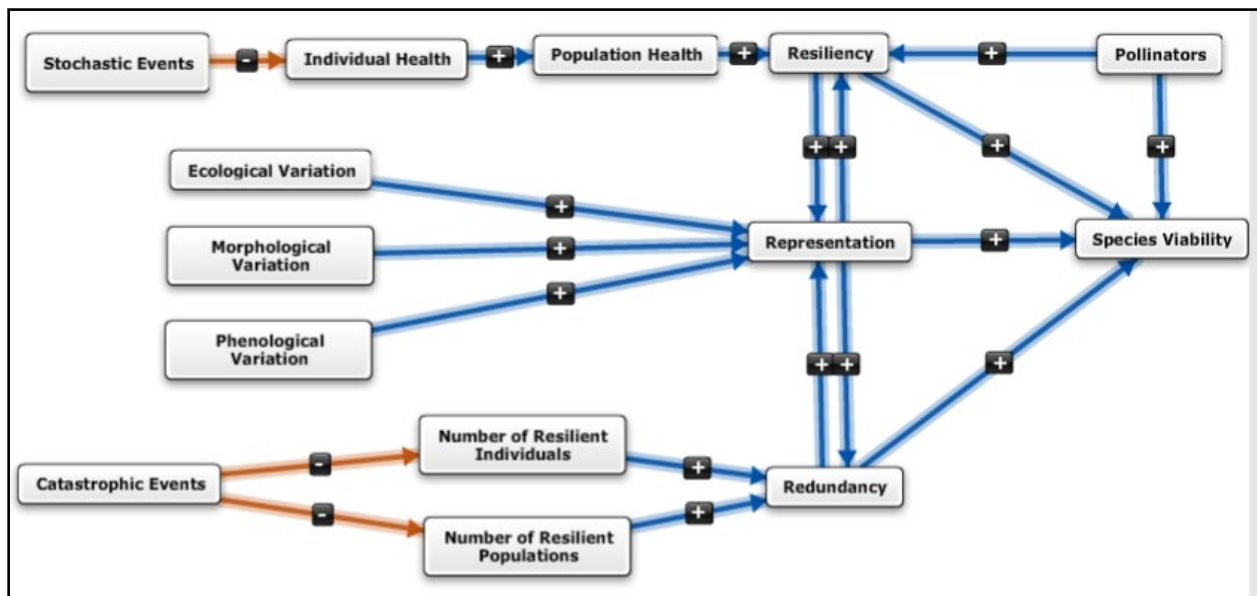 Stochastic Events
-
Individual Health
+
Population Health
+
Resiliency
+
Pollinators
+
+
+
+
Ecological Variation
+
Morphological
Variation
+
Representation
+
Species Viability
Phenological
Variation
+
+
+
+
Number of Resilient
Individuals
-
+
Catastrophic Events
Redundancy
-
+
Number of Resilient
Populations